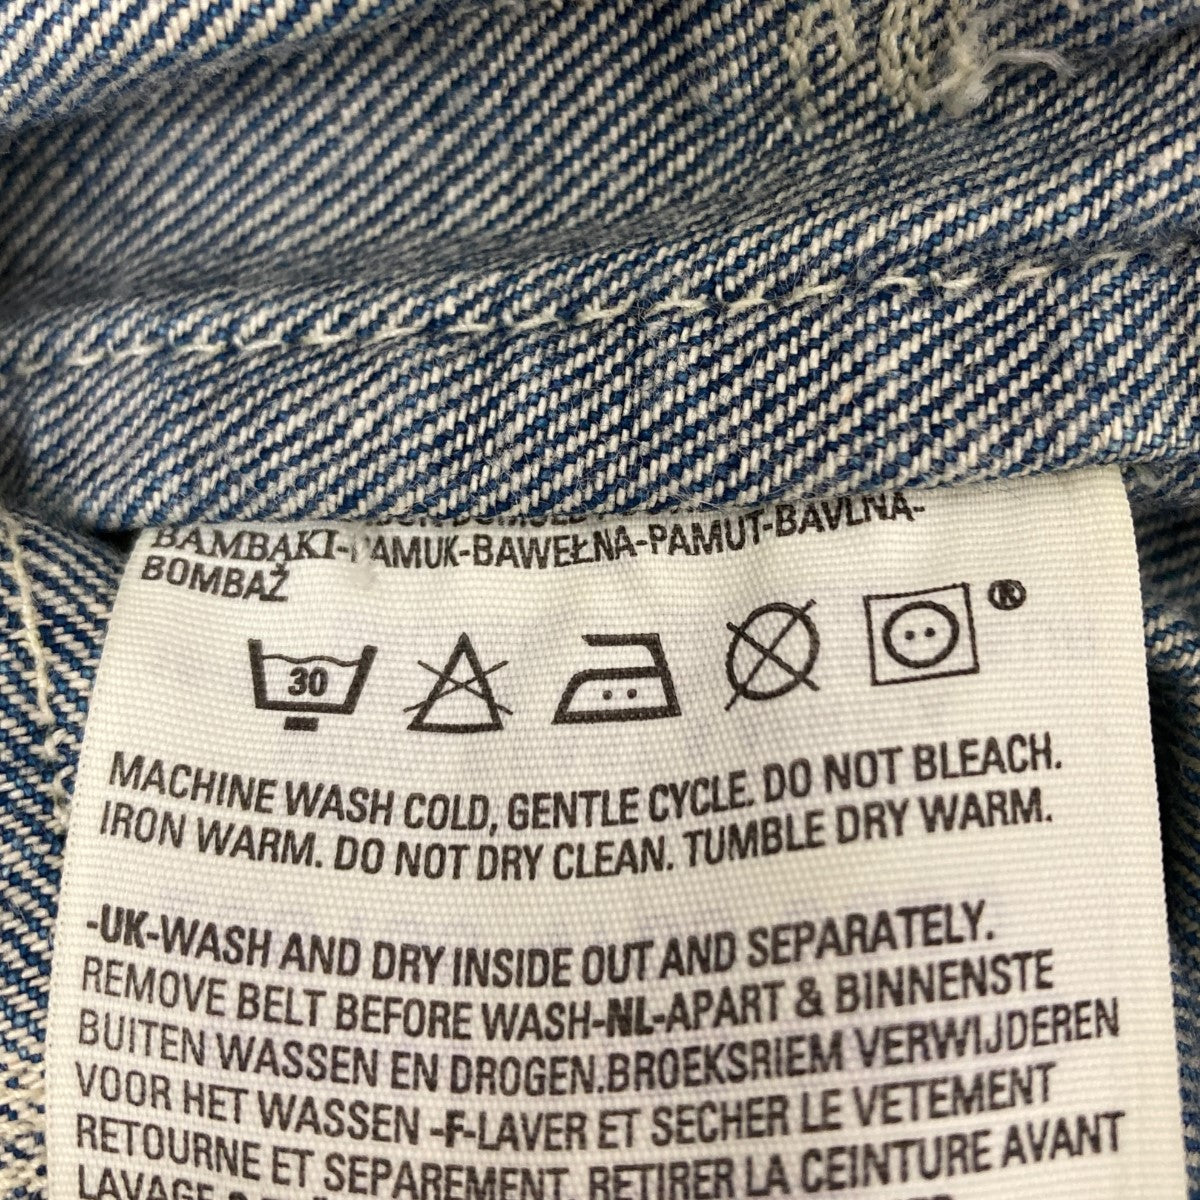 BAMBAKI-PAMUK-BAWEŁNA-PAMUT-BAVLNA-
BOMBAŽ
30
®
MACHINE WASH COLD, GENTLE CYCLE. DO NOT BLEACH.
IRON WARM. DO NOT DRY CLEAN. TUMBLE DRY WARM.
-UK-WASH AND DRY INSIDE OUT AND SEPARATELY.
REMOVE BELT BEFORE WASH-NL-APART & BINNENSTE
BUITEN WASSEN EN DROGEN.BROEKSRIEM VERWIJDEREN
VOOR HET WASSEN -F-LAVER ET SECHER LE VETEMENT
RETOURNE ET SEPAREMENT. RETIRER LA CEINTURE AVANT
LAVAGE